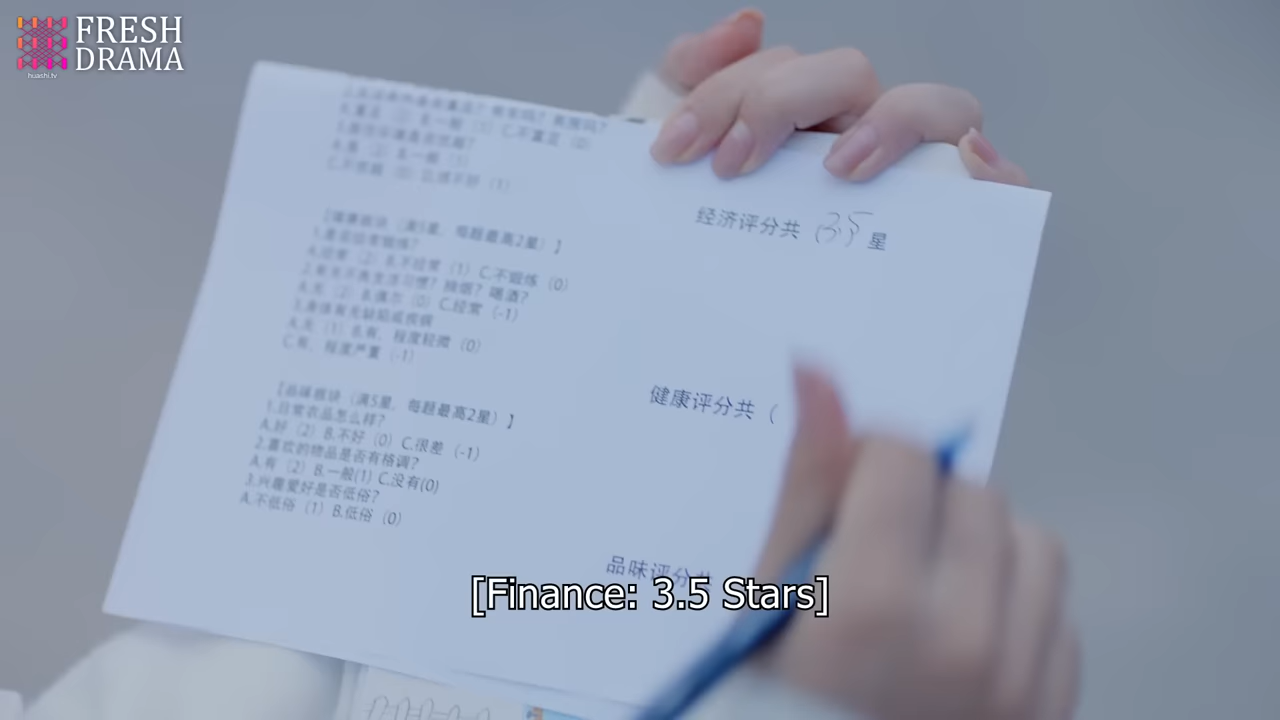 FRESH
DRAMA
huashi.tv
经济评分共（3.5星
【健康板块（满5星，每题最高2星）】
1.是否经常锻炼？
A.经常（2）B.不经常（1）C.不锻炼（0）
2.有无不良生活习惯？抽烟？喝酒？
A.无（2）B.偶尔（0）C.经常（-1）
3.身体有无缺陷或疾病
A.无（1）B.有，程度轻微（0）
C.有，程度严重（-1）
健康评分共（
【品味板块（满5星，每题最高2星）】
1.日常衣品怎么样？
A.好（2）B.不好（0）C.很差（-1）
2.喜欢的物品是否有格调？
A.有（2）B.一般(1) C.没有(0)
3.兴趣爱好是否低俗？
A.不低俗（1）B.低俗（0）
品味评分共
[Finance: 3.5 Stars]